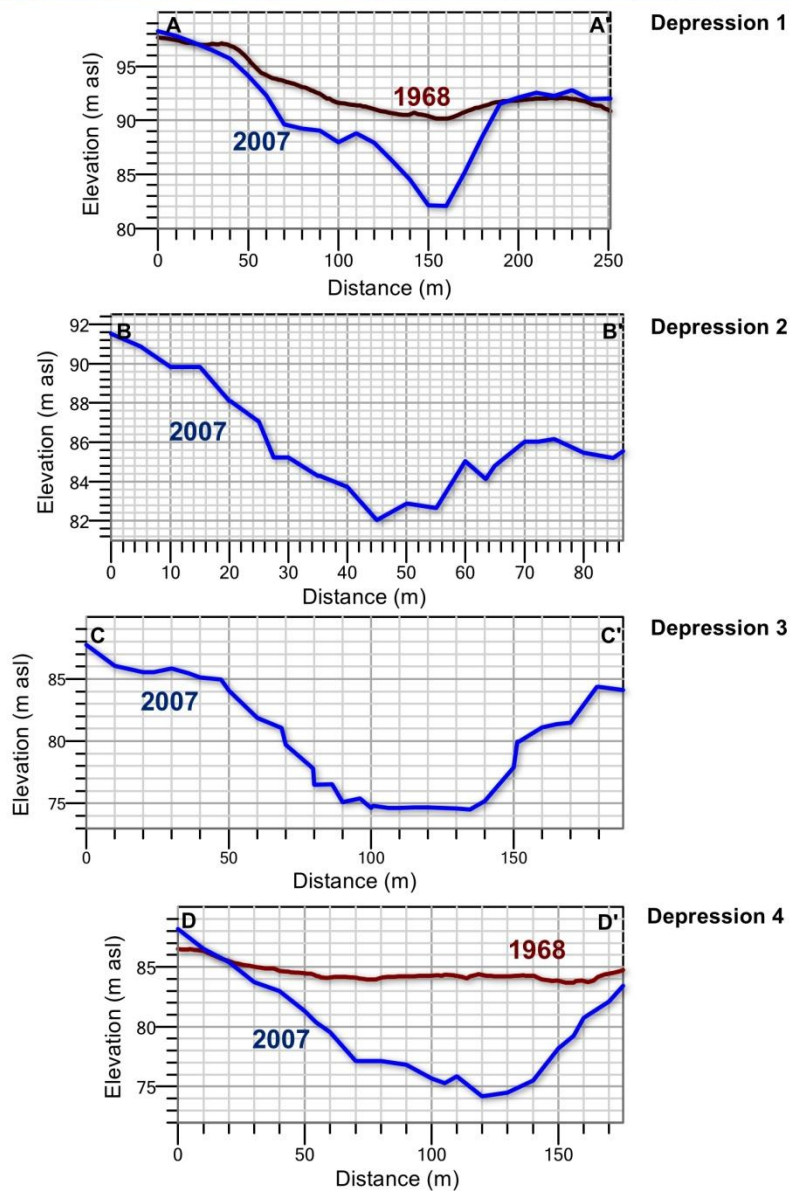 A A' Depression 1
Elevation (m asl)
95
90
85
80
1968
2007
0 50 100 150 200 250
Distance (m)
B B' Depression 2
Elevation (m asl)
92
90
88
86
84
82
2007
0 10 20 30 40 50 60 70 80
Distance (m)
C C' Depression 3
Elevation (m asl)
85
80
75
2007
0 50 100 150
Distance (m)
D D' Depression 4
Elevation (m asl)
85
80
75
1968
2007
0 50 100 150
Distance (m)